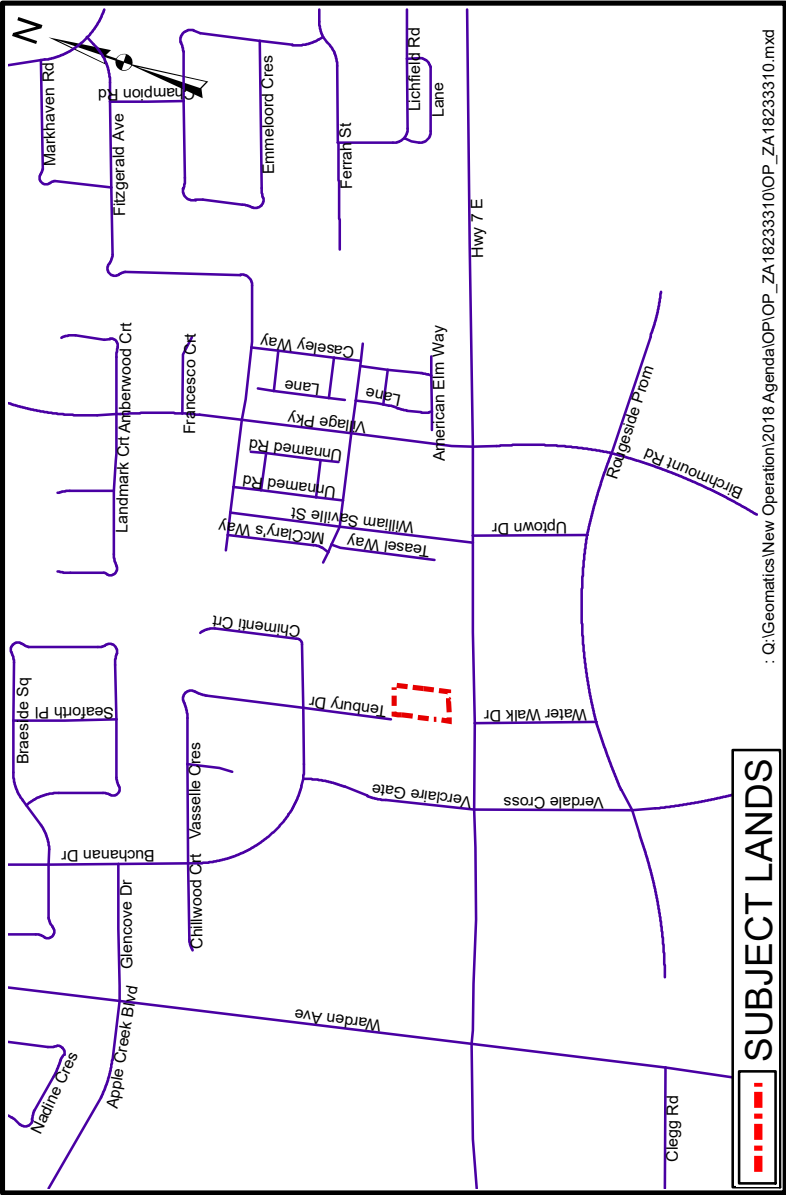 N
Markhaven Rd
Champion Rd
Fitzgerald Ave
Emmeloord Cres
Ferrah St
Lichfield Rd
Lane
Hwy 7 E
Landmark Crt
Amberwood Crt
Francesco Crt
Caseley Way
Lane
Lane
American Elm Way
Village Pky
Unnamed Rd
Unnamed Rd
William Saville St
McClary's Way
Teasel Way
Uptown Dr
Rougeside Prom
Birchmount Rd
Braeside Sq
Seaforth Pl
Chimenti Crt
Tenbury Dr
Water Walk Dr
Vasselle Cres
Verclaire Gate
Verdale Cross
Buchanan Dr
Chillwood Crt
Glencove Dr
Apple Creek Blvd
Warden Ave
Nadine Cres
Clegg Rd
SUBJECT LANDS
: Q:\Geomatics\New Operation\2018 Agenda\OP\OP_ZA18233310\OP_ZA18233310.mxd